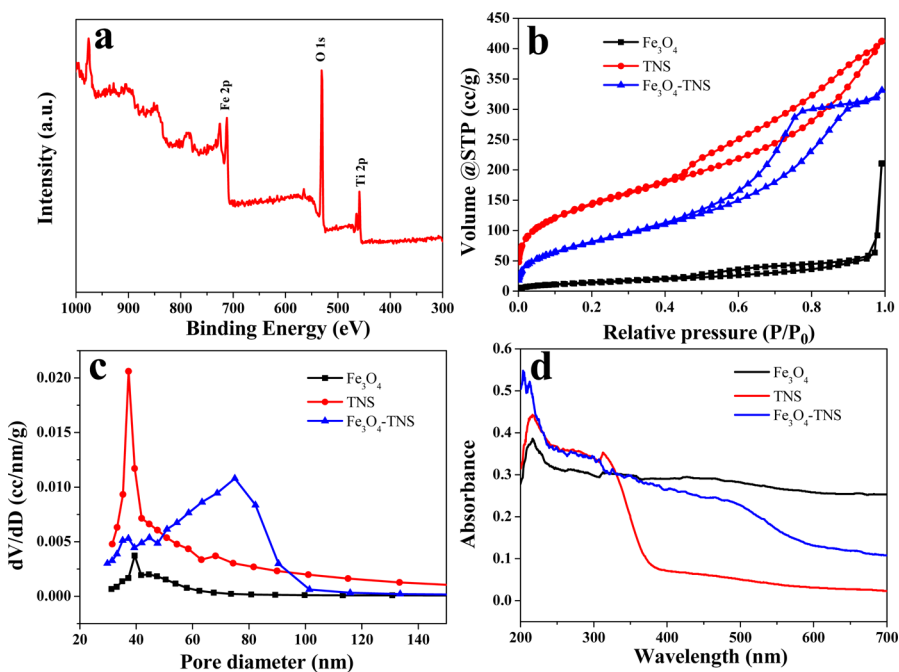 a
Fe 2p
O 1s
Ti 2p
Intensity (a.u.)
1000 900 800 700 600 500 400 300
Binding Energy (eV)
b
Fe₃O₄
TNS
Fe₃O₄-TNS
450
400
350
300
250
200
150
100
50
0
Volume @STP (cc/g)
0.0 0.2 0.4 0.6 0.8 1.0
Relative pressure (P/P₀)
c
Fe₃O₄
TNS
Fe₃O₄-TNS
0.020
0.015
0.010
0.005
0.000
dV/dD (cc/nm/g)
20 40 60 80 100 120 140
Pore diameter (nm)
d
Fe₃O₄
TNS
Fe₃O₄-TNS
0.6
0.5
0.4
0.3
0.2
0.1
0.0
Absorbance
200 300 400 500 600 700
Wavelength (nm)